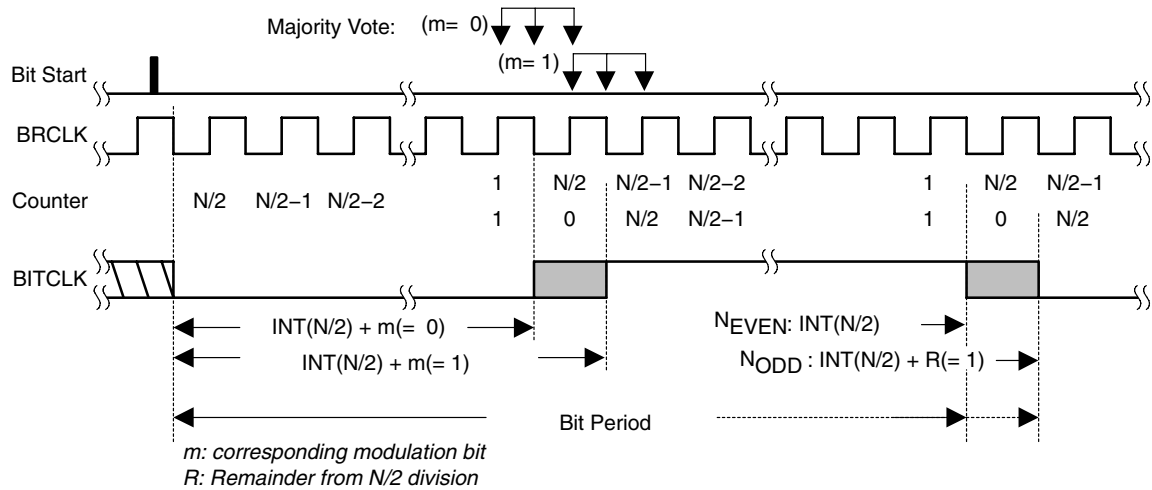 Majority Vote: (m= 0)
(m= 1)
Bit Start
BRCLK
Counter
1 N/2 N/2−1 N/2−2 1 N/2 N/2−1
N/2 N/2−1 N/2−2
1 0 N/2 N/2−1 1 0 N/2
BITCLK
INT(N/2) + m(= 0)
NEVEN: INT(N/2)
INT(N/2) + m(= 1)
NODD : INT(N/2) + R(= 1)
Bit Period
m: corresponding modulation bit
R: Remainder from N/2 division